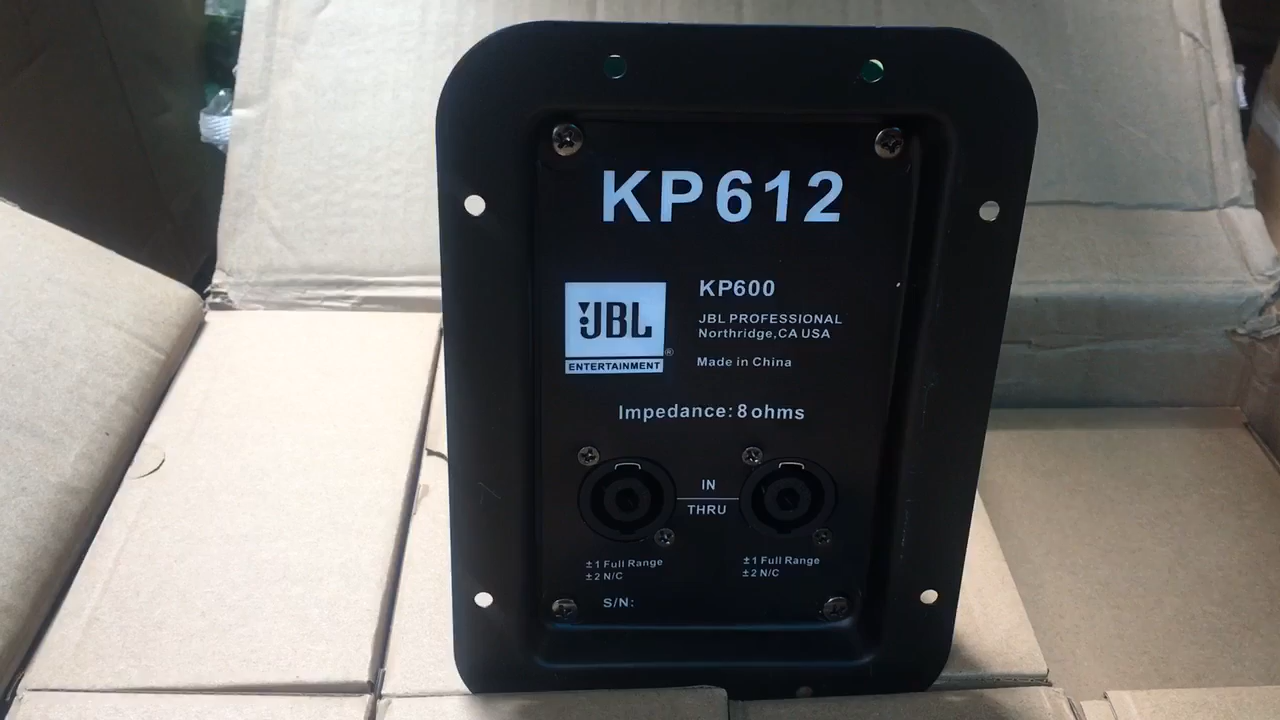 KP612
KP600
JBL PROFESSIONAL
Northridge,CA USA
Made in China
JBL
®
ENTERTAINMENT
Impedance: 8 ohms
IN
THRU
±1 Full Range
±2 N/C
±1 Full Range
±2 N/C
S/N: